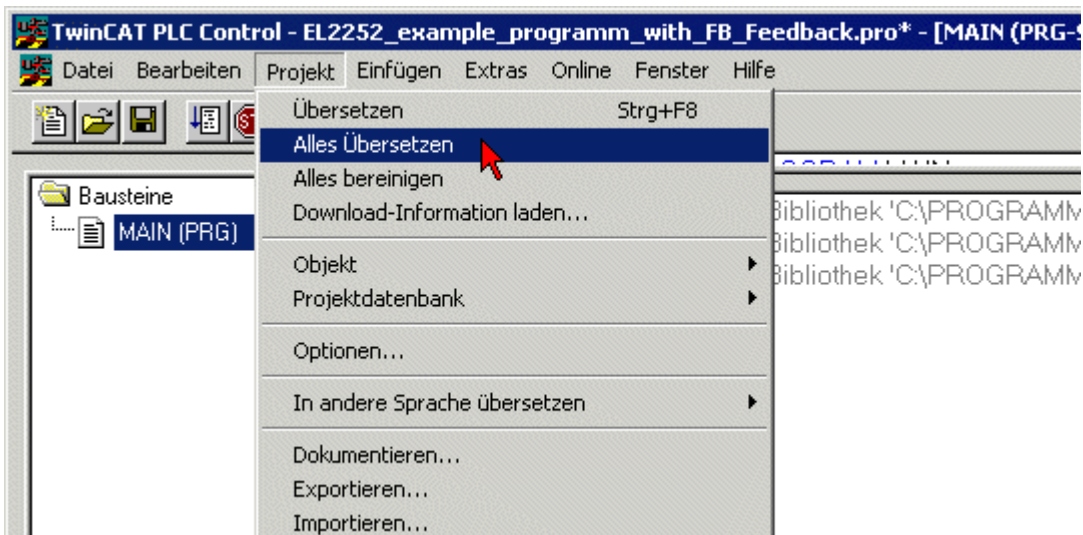 TwinCAT PLC Control - EL2252_example_programm_with_FB_Feedback.pro* - [MAIN (PRG-
Datei Bearbeiten Projekt Einfügen Extras Online Fenster Hilfe
Übersetzen Strg+F8
Alles Übersetzen
Alles bereinigen
Download-Information laden...
Objekt
Projektdatenbank
Optionen...
In andere Sprache übersetzen
Dokumentieren...
Exportieren...
Importieren...
Bausteine
MAIN (PRG)
Bibliothek 'C:\PROGRAMM
Bibliothek 'C:\PROGRAMM
Bibliothek 'C:\PROGRAMM